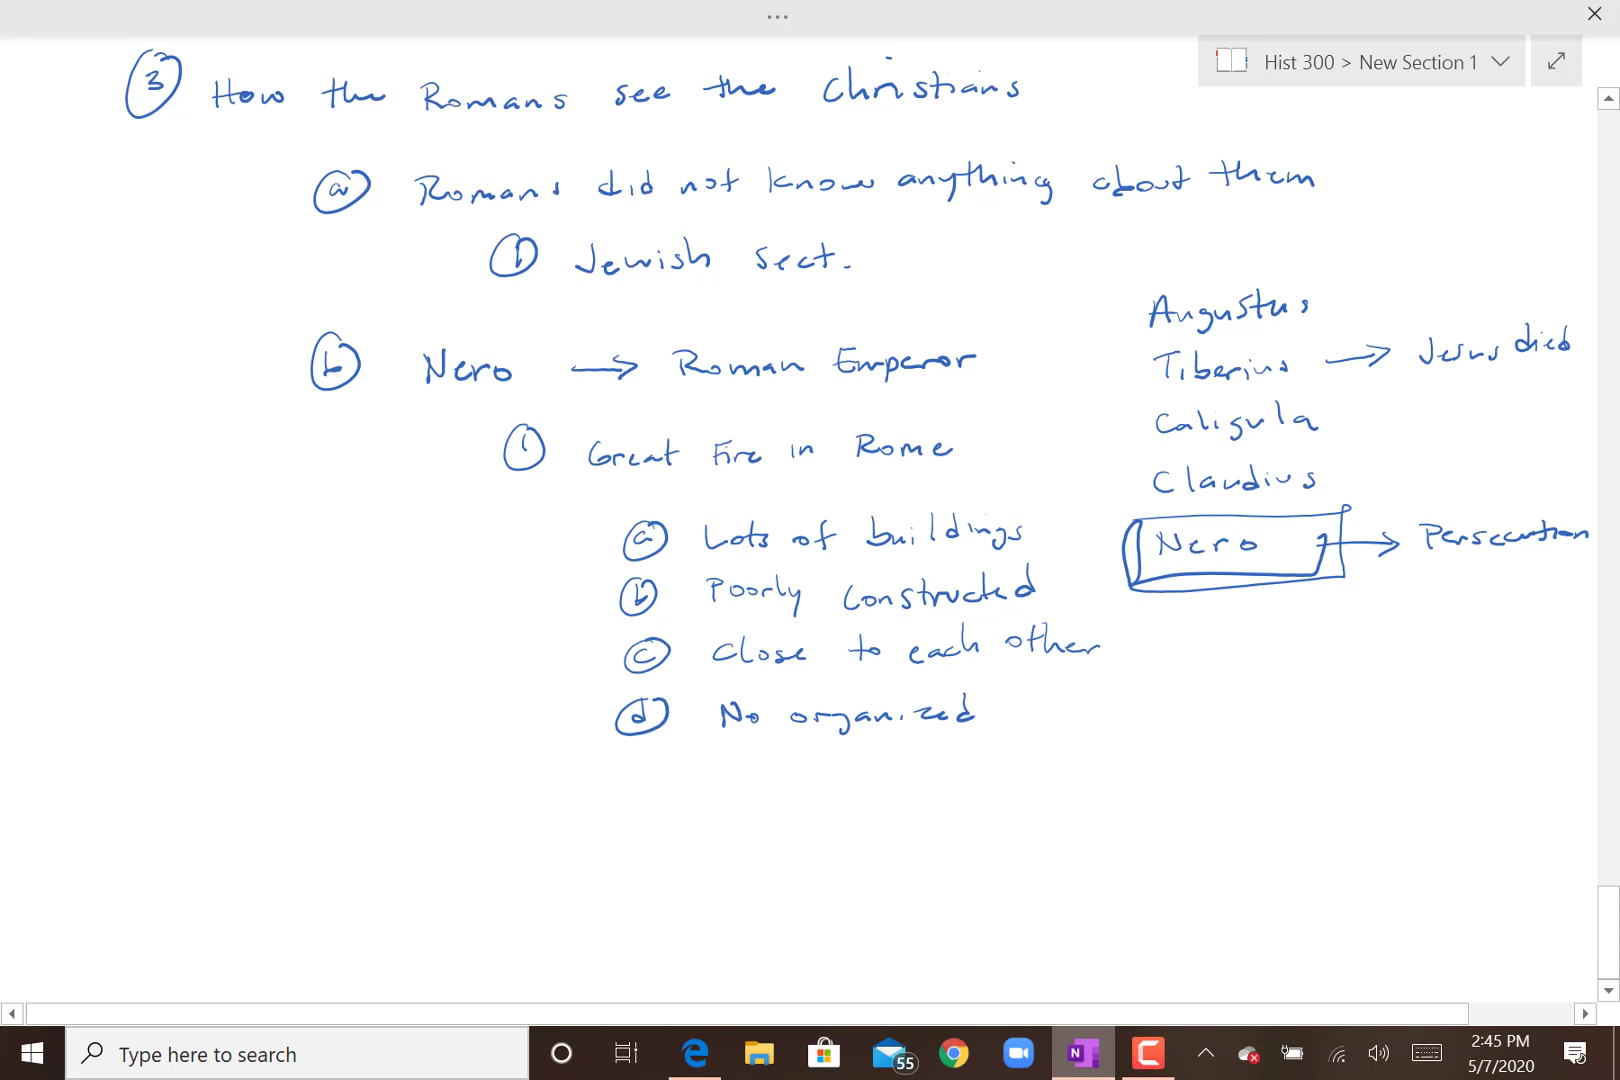 Hist 300 > New Section 1
3 How the Romans see the Christians
a Romans did not know anything about them
1 Jewish sect.
b Nero → Roman Emperor
1 Great Fire in Rome
a Lots of buildings
b Poorly constructed
c Close to each other
d No organized
Augustus
Tiberius → Jesus died
Caligula
Claudius
Nero → Persecution
Type here to search
55
2:45 PM
5/7/2020